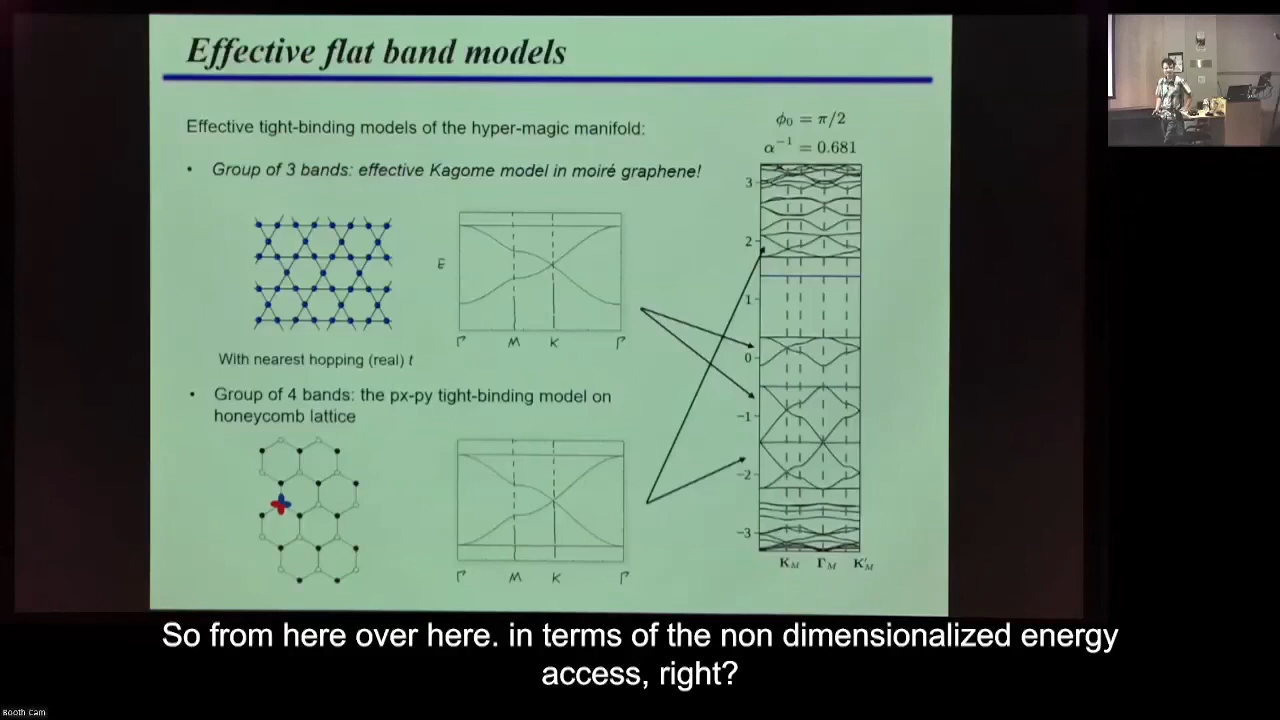 Effective flat band models
Effective tight-binding models of the hyper-magic manifold:
• Group of 3 bands: effective Kagome model in moiré graphene!
E
Γ M K Γ
With nearest hopping (real) t
• Group of 4 bands: the px-py tight-binding model on
honeycomb lattice
Γ M K Γ
ϕ₀ = π/2
α⁻¹ = 0.681
3
2
1
0
−1
−2
−3
K_M Γ_M K′_M
So from here over here. in terms of the non dimensionalized energy
access, right?
Booth Cam